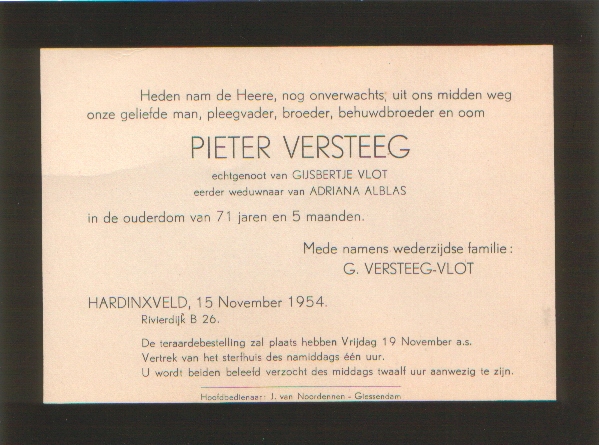 Heden nam de Heere, nog onverwachts, uit ons midden weg
onze geliefde man, pleegvader, broeder, behuwdbroeder en oom
PIETER VERSTEEG
echtgenoot van GIJSBERTJE VLOT
eerder weduwnaar van ADRIANA ALBLAS
in de ouderdom van 71 jaren en 5 maanden.
Mede namens wederzijdse familie :
G. VERSTEEG-VLOT
HARDINXVELD, 15 November 1954.
Rivierdijk B 26.
De teraardebestelling zal plaats hebben Vrijdag 19 November a.s.
Vertrek van het sterfhuis des namiddags één uur.
U wordt beiden beleefd verzocht des middags twaalf uur aanwezig te zijn.
Hoofdbedienaar: J. van Noordennen - Giessendam